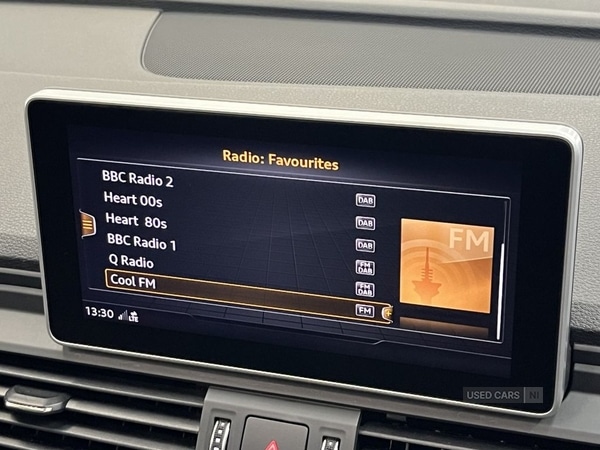 Radio: Favourites
BBC Radio 2 DAB
Heart 00s DAB
Heart 80s DAB
BBC Radio 1 FM DAB
Q Radio FM DAB
Cool FM FM
FM
13:30 LTE
USED CARS NI